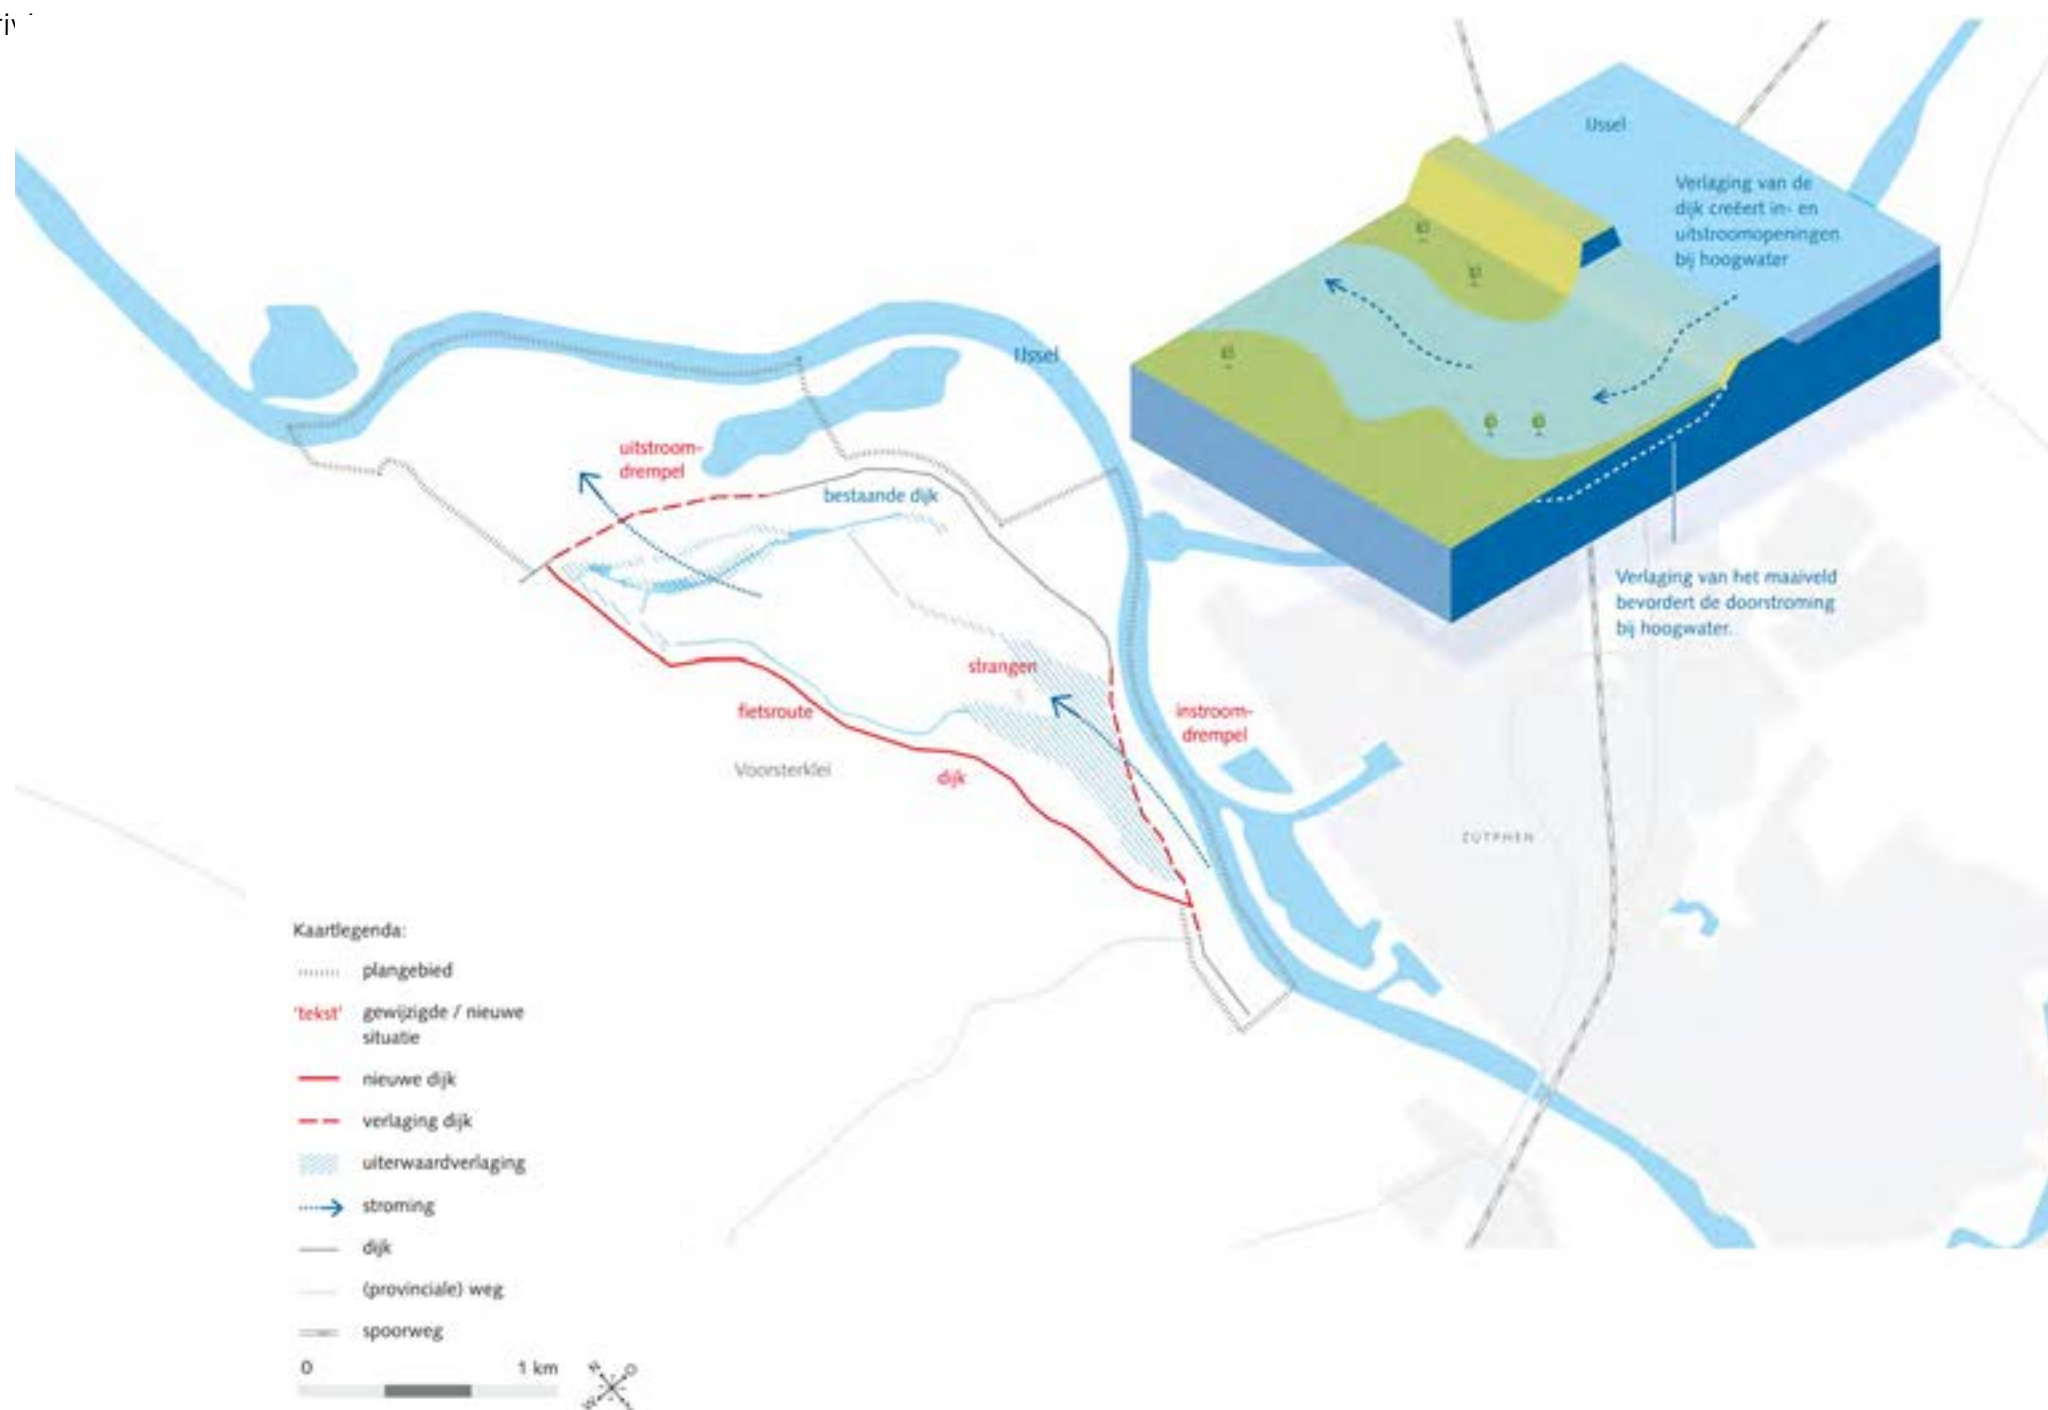 IJssel
Verlaging van de
dijk creëert in- en
uitstroomopeningen
bij hoogwater
IJssel
uitstroom-
drempel
bestaande dijk
Verlaging van het maaiveld
bevordert de doorstroming
bij hoogwater.
strangen
fietsroute
instroom-
drempel
Voorsterklei
dijk
ZUTPHEN
Kaartlegenda:
plangebied
'tekst' gewijzigde / nieuwe
situatie
nieuwe dijk
verlaging dijk
uiterwaardverlaging
stroming
dijk
(provinciale) weg
spoorweg
0 1 km
N O